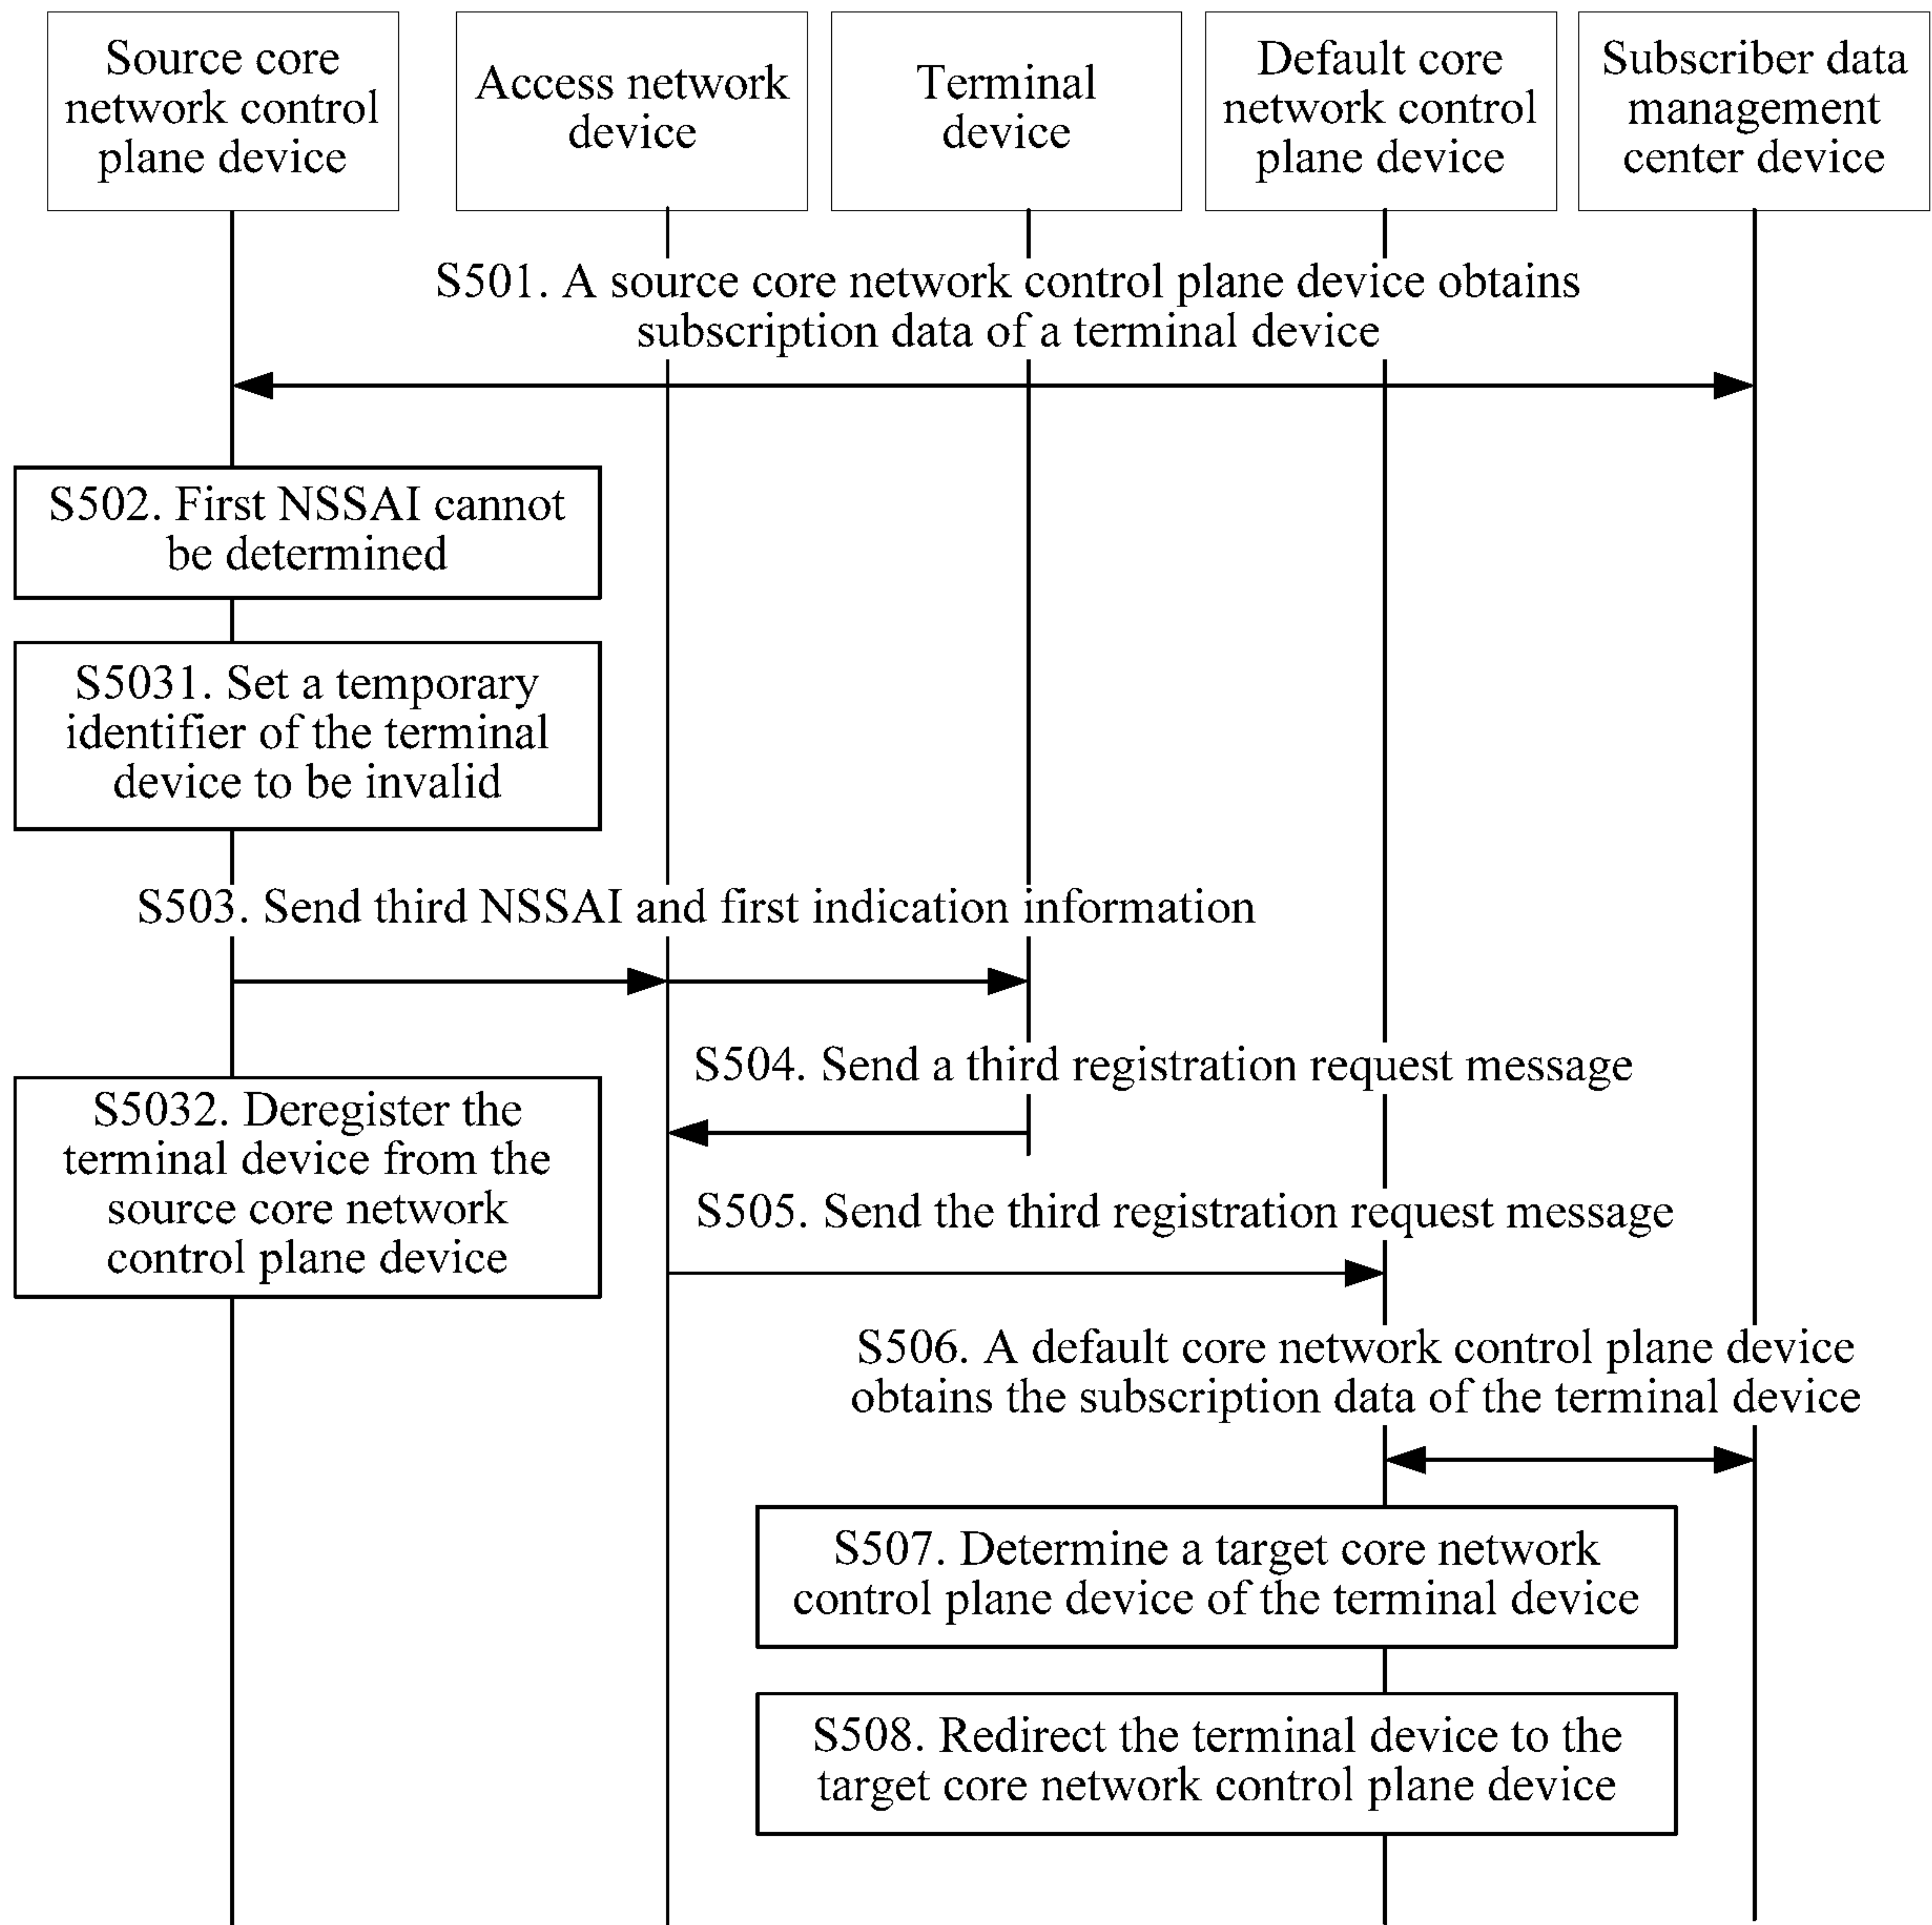 Source core
network control
plane device
Access network
device
Terminal
device
Default core
network control
plane device
Subscriber data
management
center device
S501. A source core network control plane device obtains
subscription data of a terminal device
S502. First NSSAI cannot
be determined
S5031. Set a temporary
identifier of the terminal
device to be invalid
S503. Send third NSSAI and first indication information
S504. Send a third registration request message
S5032. Deregister the
terminal device from the
source core network
control plane device
S505. Send the third registration request message
S506. A default core network control plane device
obtains the subscription data of the terminal device
S507. Determine a target core network
control plane device of the terminal device
S508. Redirect the terminal device to the
target core network control plane device